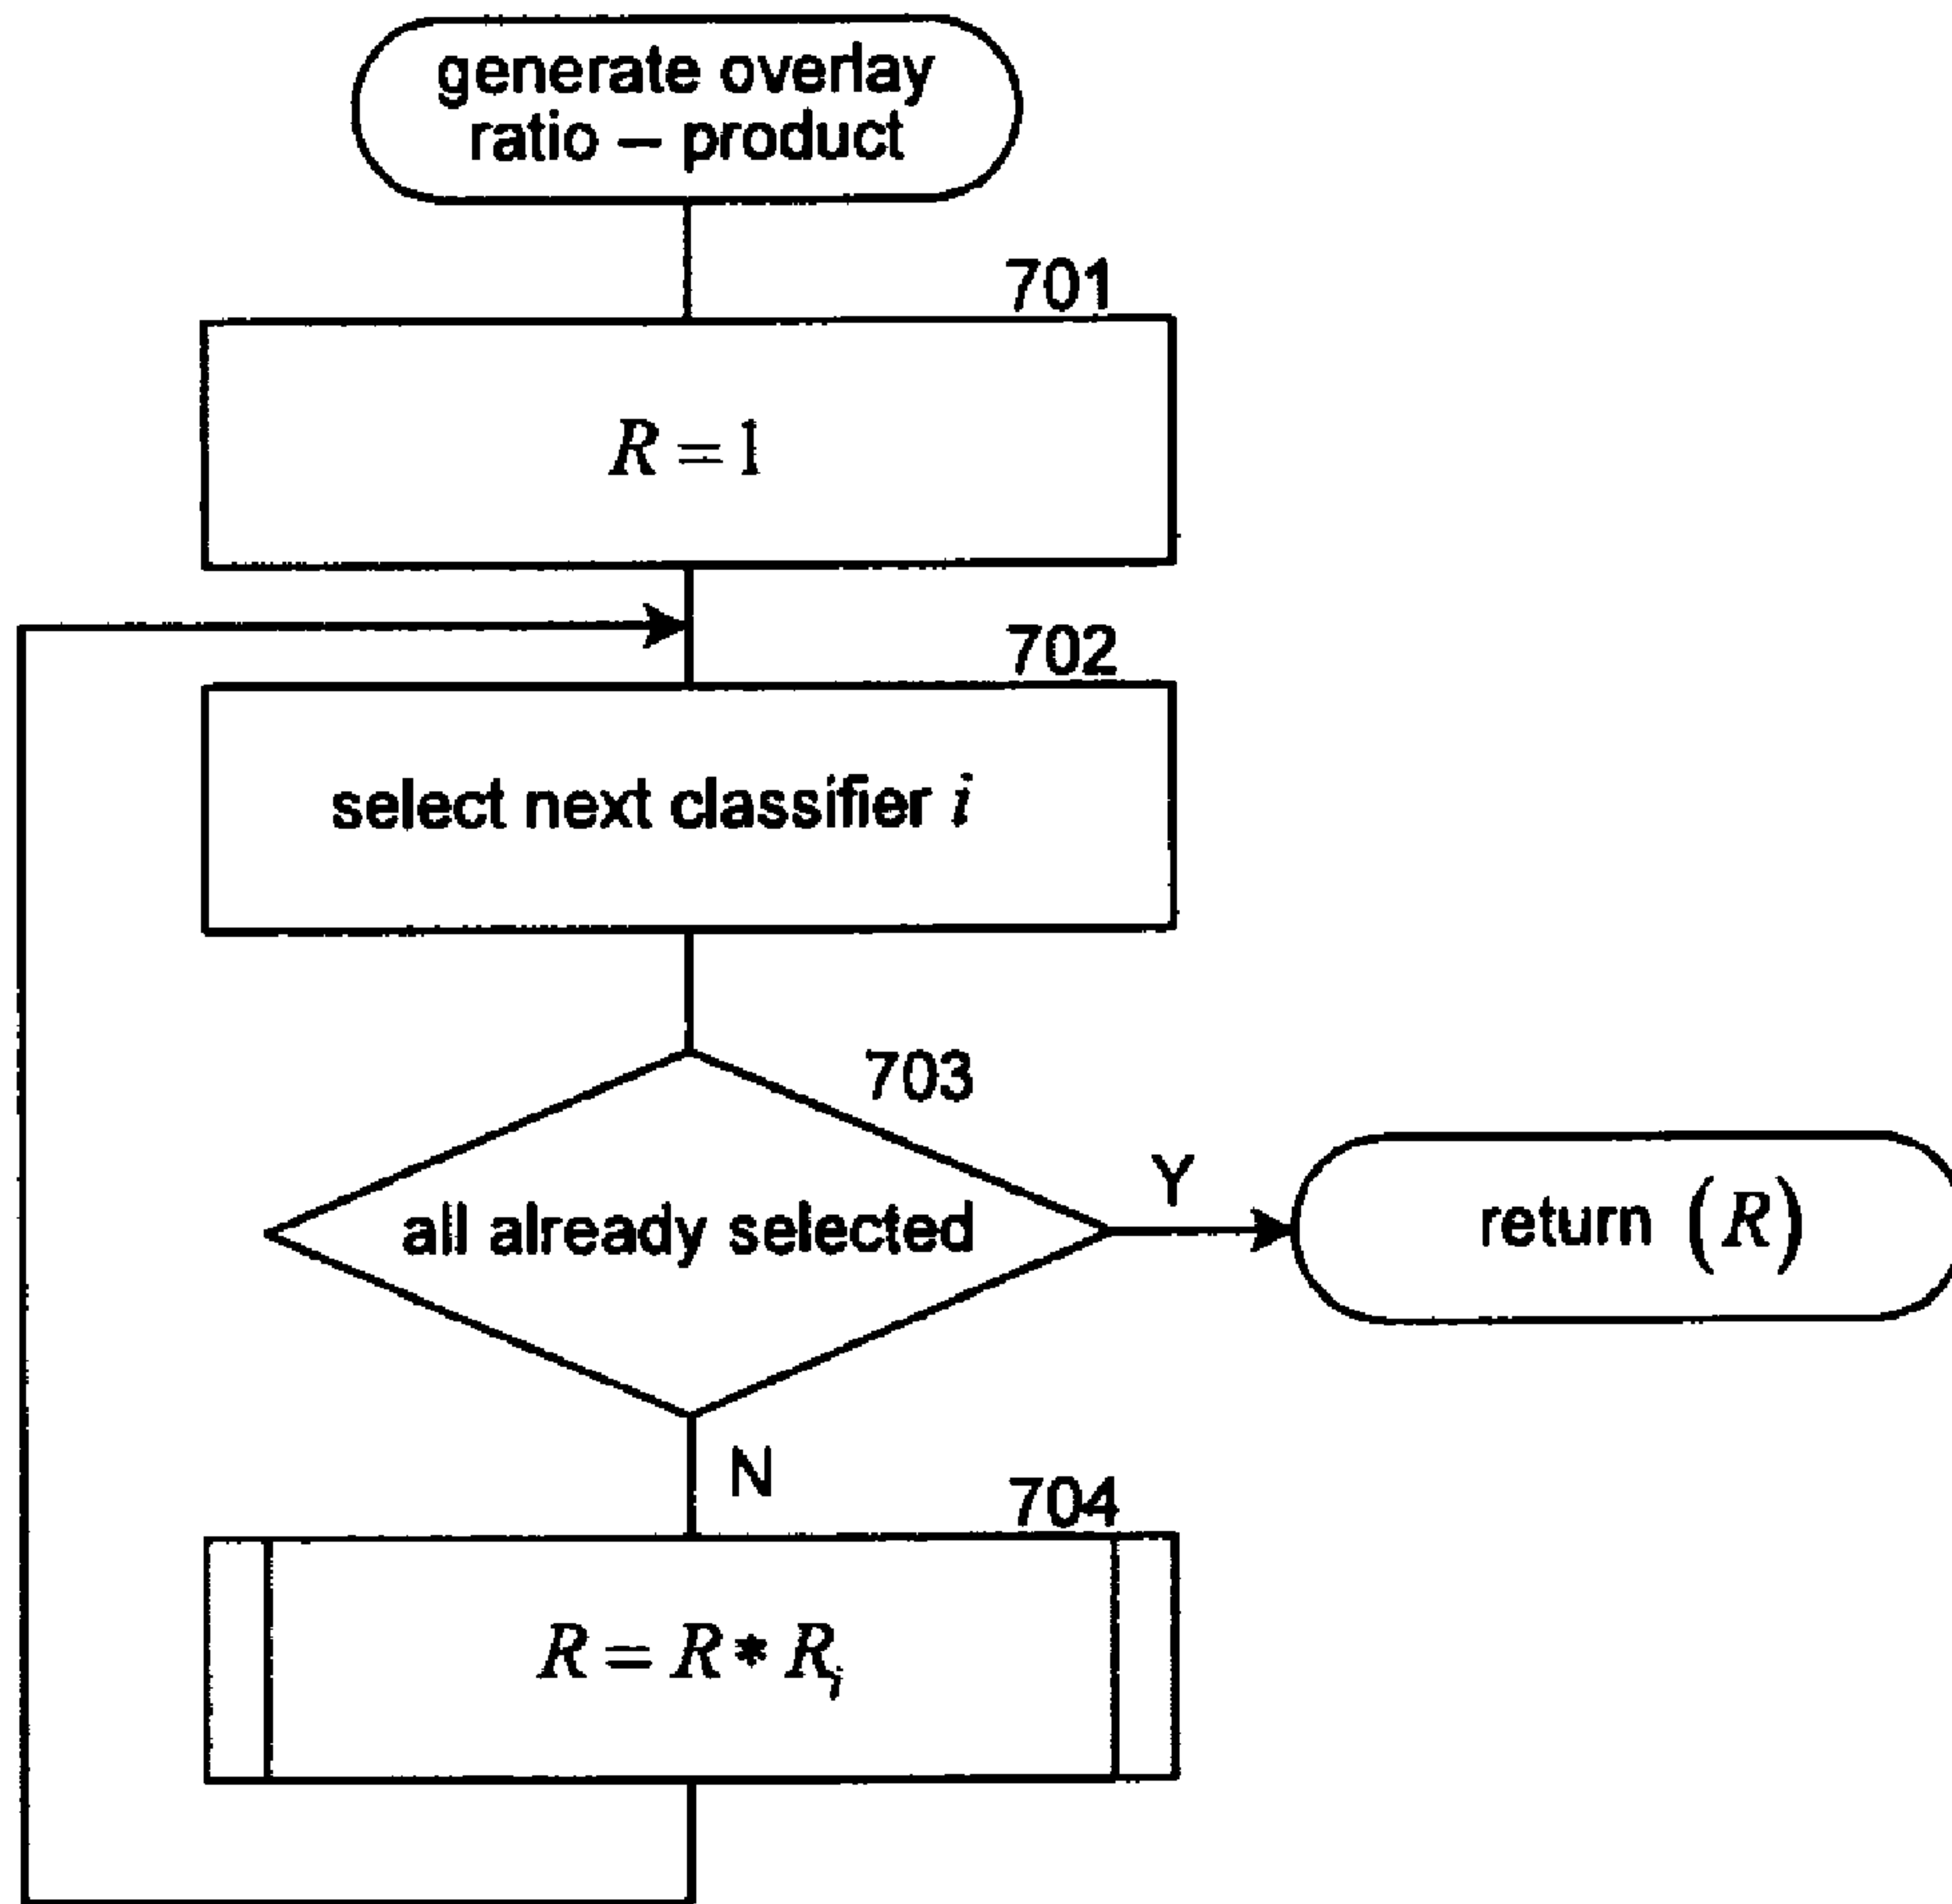 generate overlay
ratio – product
701
R = 1
702
select next classifier i
703
all already selected
Y
return (R)
N
704
R = R * R_i